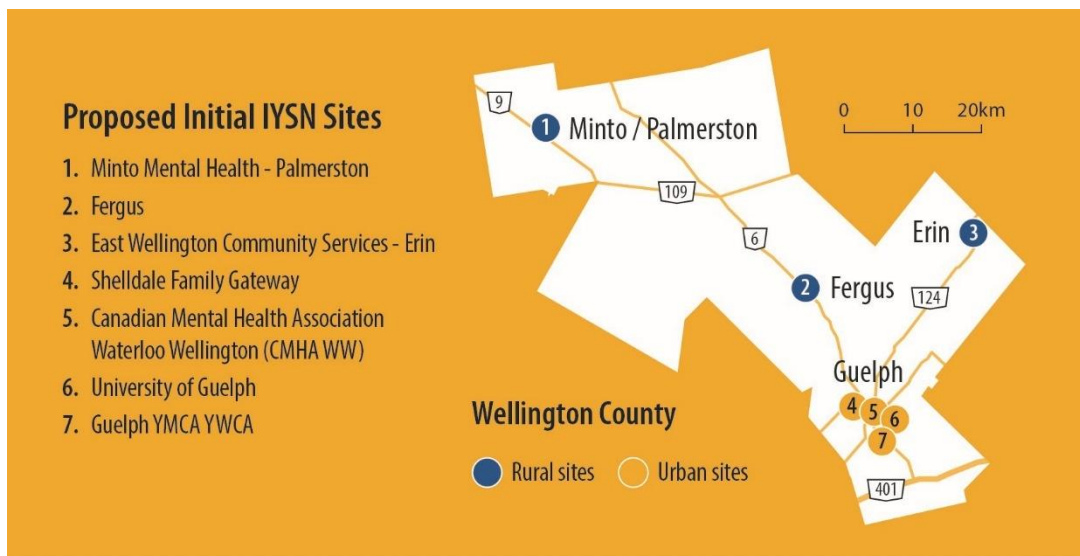 Proposed Initial IYSN Sites
1. Minto Mental Health - Palmerston
2. Fergus
3. East Wellington Community Services - Erin
4. Shelldale Family Gateway
5. Canadian Mental Health Association
Waterloo Wellington (CMHA WW)
6. University of Guelph
7. Guelph YMCA YWCA
9
1 Minto / Palmerston
0 10 20km
109
6
Erin 3
2 Fergus
124
Guelph
4 5 6
7
401
Wellington County
Rural sites Urban sites